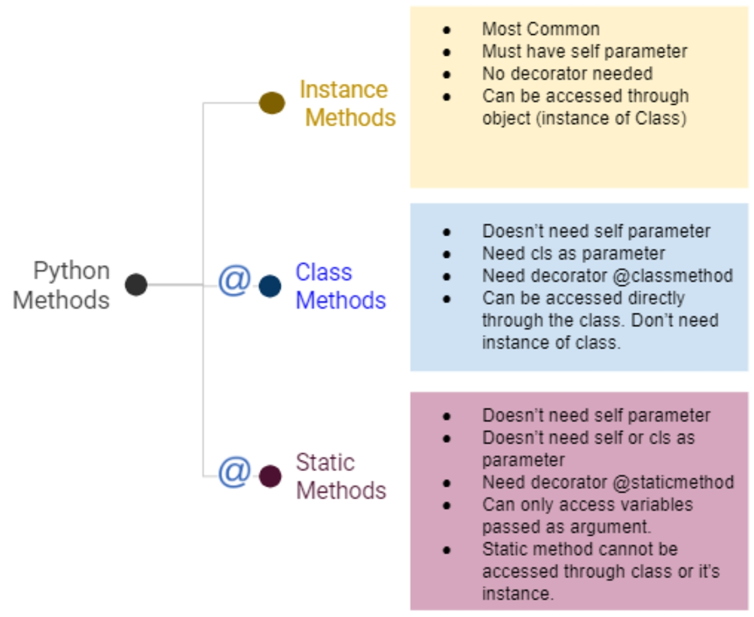 Most Common
Must have self parameter
No decorator needed
Can be accessed through
object (instance of Class)
Instance
Methods
Python
Methods
@
Class
Methods
Doesn't need self parameter
Need cls as parameter
Need decorator @classmethod
Can be accessed directly
through the class. Don't need
instance of class.
@
Static
Methods
Doesn't need self parameter
Doesn't need self or cls as
parameter
Need decorator @staticmethod
Can only access variables
passed as argument.
Static method cannot be
accessed through class or it's
instance.